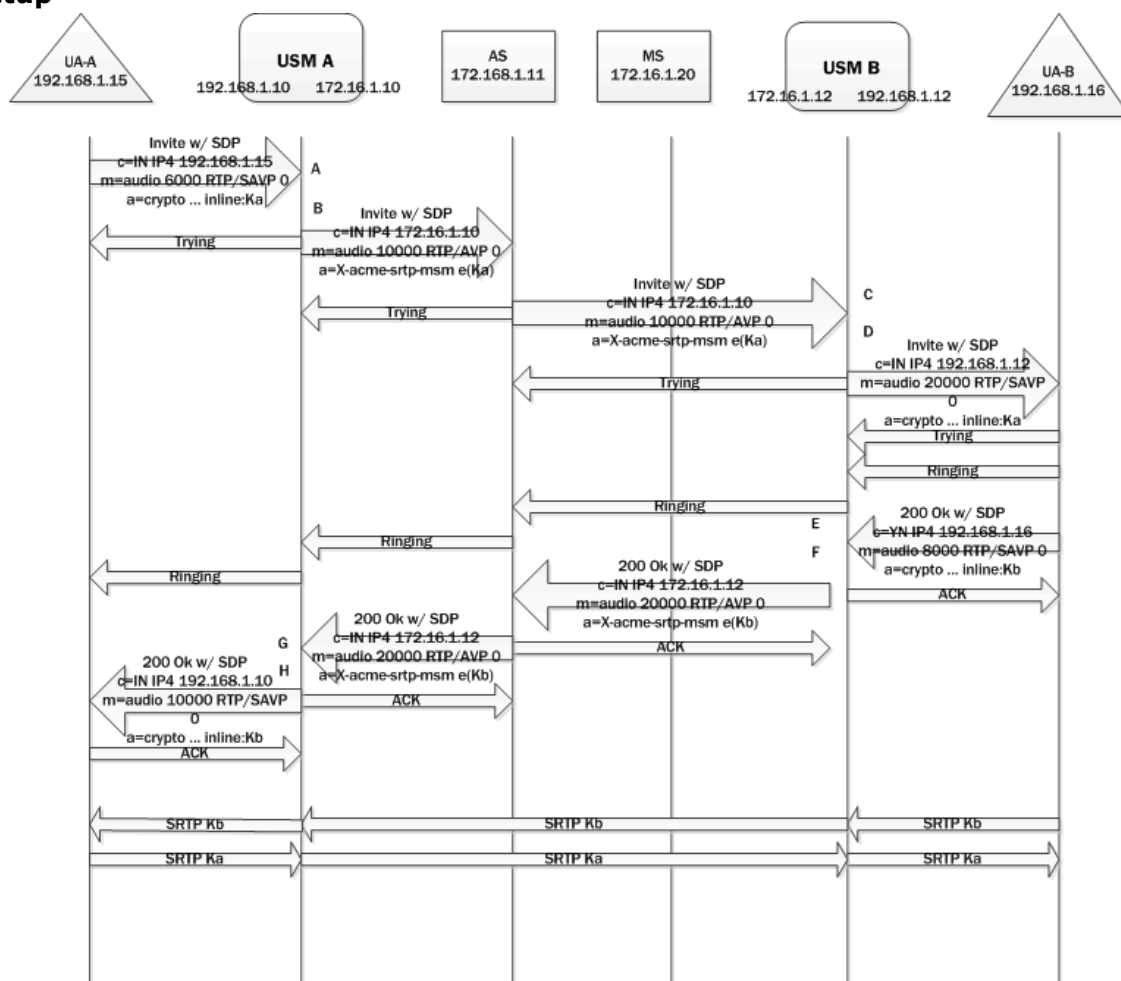 UA-A
192.168.1.15
USM A
192.168.1.10 172.16.1.10
AS
172.168.1.11
MS
172.16.1.20
USM B
172.16.1.12 192.168.1.12
UA-B
192.168.1.16
Invite w/ SDP
c=IN IP4 192.168.1.15
m=audio 6000 RTP/SAVP 0
a=crypto ... inline:Ka
A
B
Invite w/ SDP
c=IN IP4 172.16.1.10
m=audio 10000 RTP/AVP 0
a=X-acme-srtp-msm e(Ka)
Trying
Invite w/ SDP
c=IN IP4 172.16.1.10
m=audio 10000 RTP/AVP 0
a=X-acme-srtp-msm e(Ka)
Trying
C
D
Invite w/ SDP
c=IN IP4 192.168.1.12
m=audio 20000 RTP/SAVP
0
a=crypto ... inline:Ka
Trying
Trying
Ringing
Ringing
Ringing
Ringing
E
F
200 Ok w/ SDP
c=YN IP4 192.168.1.16
m=audio 8000 RTP/SAVP 0
a=crypto ... inline:Kb
ACK
200 Ok w/ SDP
c=IN IP4 172.16.1.12
m=audio 20000 RTP/AVP 0
a=X-acme-srtp-msm e(Kb)
ACK
G
H
200 Ok w/ SDP
c=IN IP4 172.16.1.12
m=audio 20000 RTP/AVP 0
a=X-acme-srtp-msm e(Kb)
ACK
200 Ok w/ SDP
c=IN IP4 192.168.1.10
m=audio 10000 RTP/SAVP
0
a=crypto ... inline:Kb
ACK
SRTP Kb
SRTP Kb
SRTP Kb
SRTP Ka
SRTP Ka
SRTP Ka